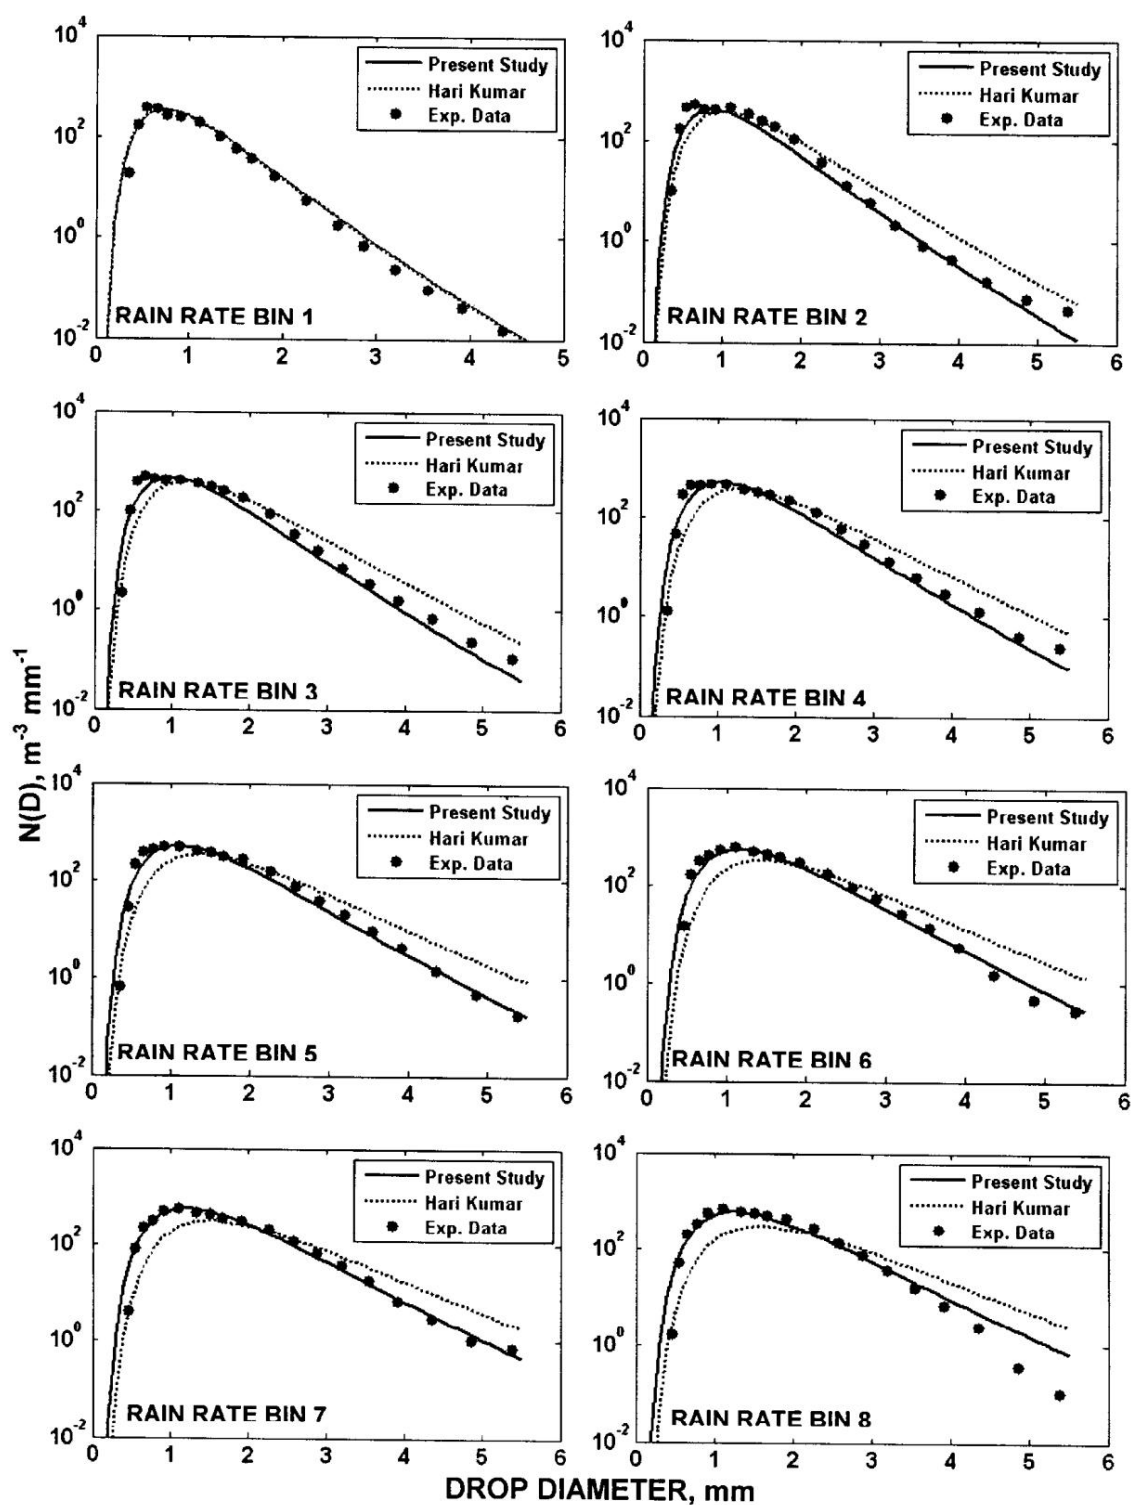 10^4
10^2
10^0
10^-2
Present Study
Hari Kumar
Exp. Data
RAIN RATE BIN 1
0 1 2 3 4 5
10^4
10^2
10^0
10^-2
Present Study
Hari Kumar
Exp. Data
RAIN RATE BIN 2
0 1 2 3 4 5 6
10^4
10^2
10^0
10^-2
Present Study
Hari Kumar
Exp. Data
RAIN RATE BIN 3
0 1 2 3 4 5 6
10^4
10^2
10^0
10^-2
Present Study
Hari Kumar
Exp. Data
RAIN RATE BIN 4
0 1 2 3 4 5 6
N(D), m^-3 mm^-1
10^4
10^2
10^0
10^-2
Present Study
Hari Kumar
Exp. Data
RAIN RATE BIN 5
0 1 2 3 4 5 6
10^4
10^2
10^0
10^-2
Present Study
Hari Kumar
Exp. Data
RAIN RATE BIN 6
0 1 2 3 4 5 6
10^4
10^2
10^0
10^-2
Present Study
Hari Kumar
Exp. Data
RAIN RATE BIN 7
0 1 2 3 4 5 6
10^4
10^2
10^0
10^-2
Present Study
Hari Kumar
Exp. Data
RAIN RATE BIN 8
0 1 2 3 4 5 6
DROP DIAMETER, mm